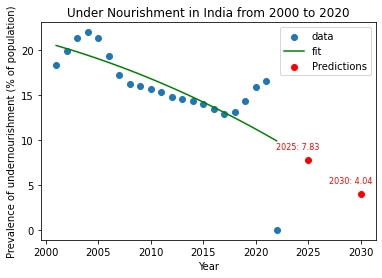 Under Nourishment in India from 2000 to 2020
Prevalence of undernourishment (% of population)
20
15
10
5
0
data
fit
Predictions
2025: 7.83
2030: 4.04
2000
2005
2010
2015
2020
2025
2030
Year